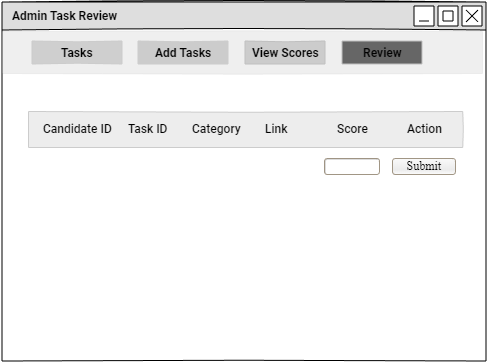 Admin Task Review
Tasks Add Tasks View Scores Review
Candidate ID Task ID Category Link Score Action
Submit